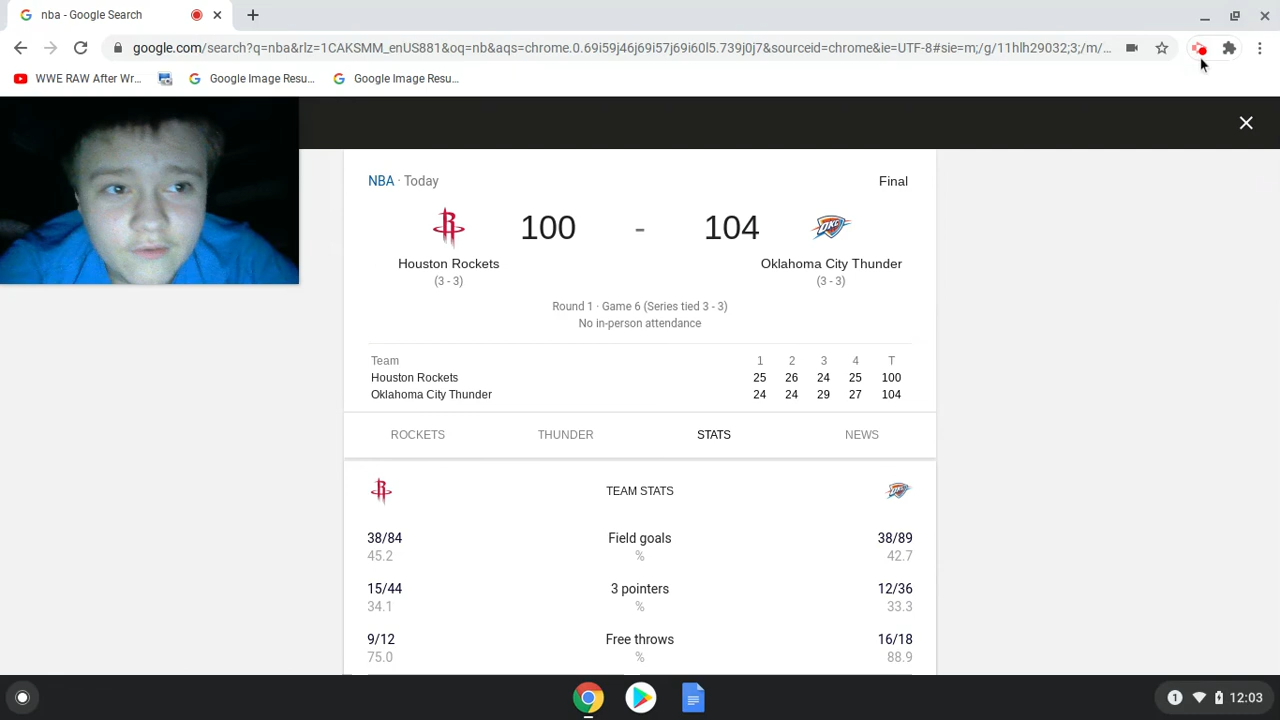 nba - Google Search
google.com/search?q=nba&rlz=1CAKSMM_enUS881&oq=nb&aqs=chrome.0.69i59j46j69i57j69i60l5.739j0j7&sourceid=chrome&ie=UTF-8#sie=m;/g/11hlh29032;3;/m/...
WWE RAW After Wr... Google Image Resu... Google Image Resu...
NBA · Today Final
100 - 104
Houston Rockets Oklahoma City Thunder
(3 - 3) (3 - 3)
Round 1 · Game 6 (Series tied 3 - 3)
No in-person attendance
Team 1 2 3 4 T
Houston Rockets 25 26 24 25 100
Oklahoma City Thunder 24 24 29 27 104
ROCKETS THUNDER STATS NEWS
TEAM STATS
38/84 Field goals 38/89
45.2 % 42.7
15/44 3 pointers 12/36
34.1 % 33.3
9/12 Free throws 16/18
75.0 % 88.9
1 12:03